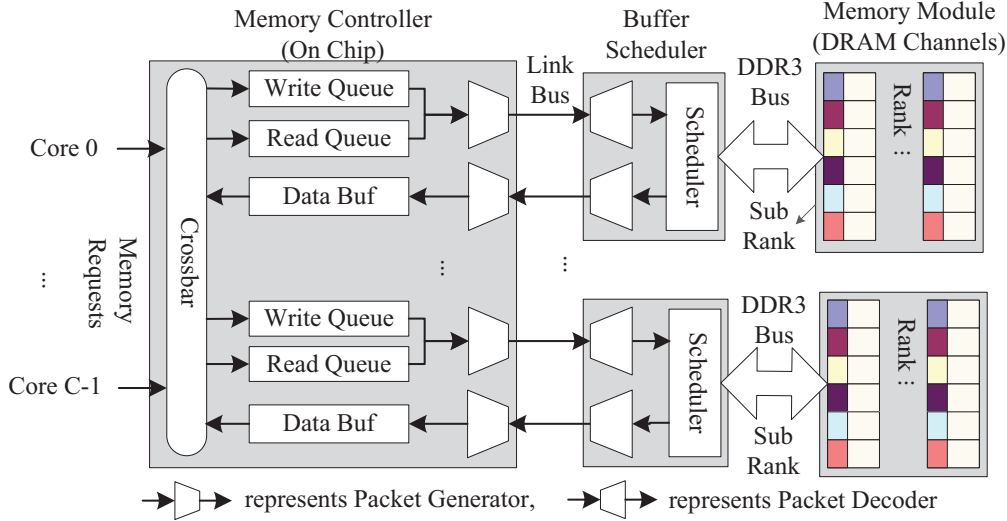 Memory Controller
(On Chip)
Buffer
Scheduler
Memory Module
(DRAM Channels)
Link
Bus
DDR3
Bus
Write Queue
Read Queue
Data Buf
Core 0
Crossbar
Scheduler
Rank ...
Sub
Rank
Memory
Requests
...
...
...
DDR3
Bus
Write Queue
Read Queue
Data Buf
Core C-1
Scheduler
Rank ...
Sub
Rank
represents Packet Generator,
represents Packet Decoder